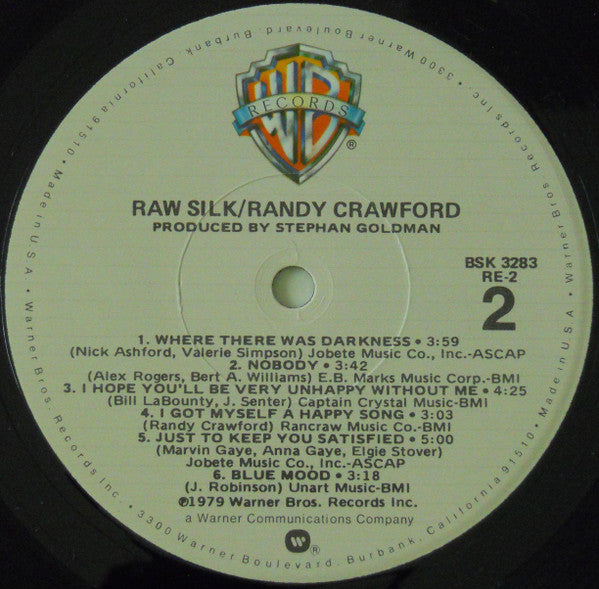 WB
RECORDS
®
RAW SILK/RANDY CRAWFORD
PRODUCED BY STEPHAN GOLDMAN
BSK 3283
RE-2
2
1. WHERE THERE WAS DARKNESS • 3:59
(Nick Ashford, Valerie Simpson) Jobete Music Co., Inc.-ASCAP
2. NOBODY • 3:42
(Alex Rogers, Bert A. Williams) E.B. Marks Music Corp.-BMI
3. I HOPE YOU'LL BE VERY UNHAPPY WITHOUT ME • 4:25
(Bill LaBounty, J. Senter) Captain Crystal Music-BMI
4. I GOT MYSELF A HAPPY SONG • 3:03
(Randy Crawford) Rancraw Music Co.-BMI
5. JUST TO KEEP YOU SATISFIED • 5:00
(Marvin Gaye, Anna Gaye, Elgie Stover)
Jobete Music Co., Inc.-ASCAP
6. BLUE MOOD • 3:18
(J. Robinson) Unart Music-BMI
℗1979 Warner Bros. Records Inc.
a Warner Communications Company
W ®
Warner Bros. Records Inc. • 3300 Warner Boulevard, Burbank, California 91510 • Made in U.S.A. • Warner Bros. Records Inc. • 3300 Warner Boulevard, Burbank, California 91510 • Made in U.S.A. •